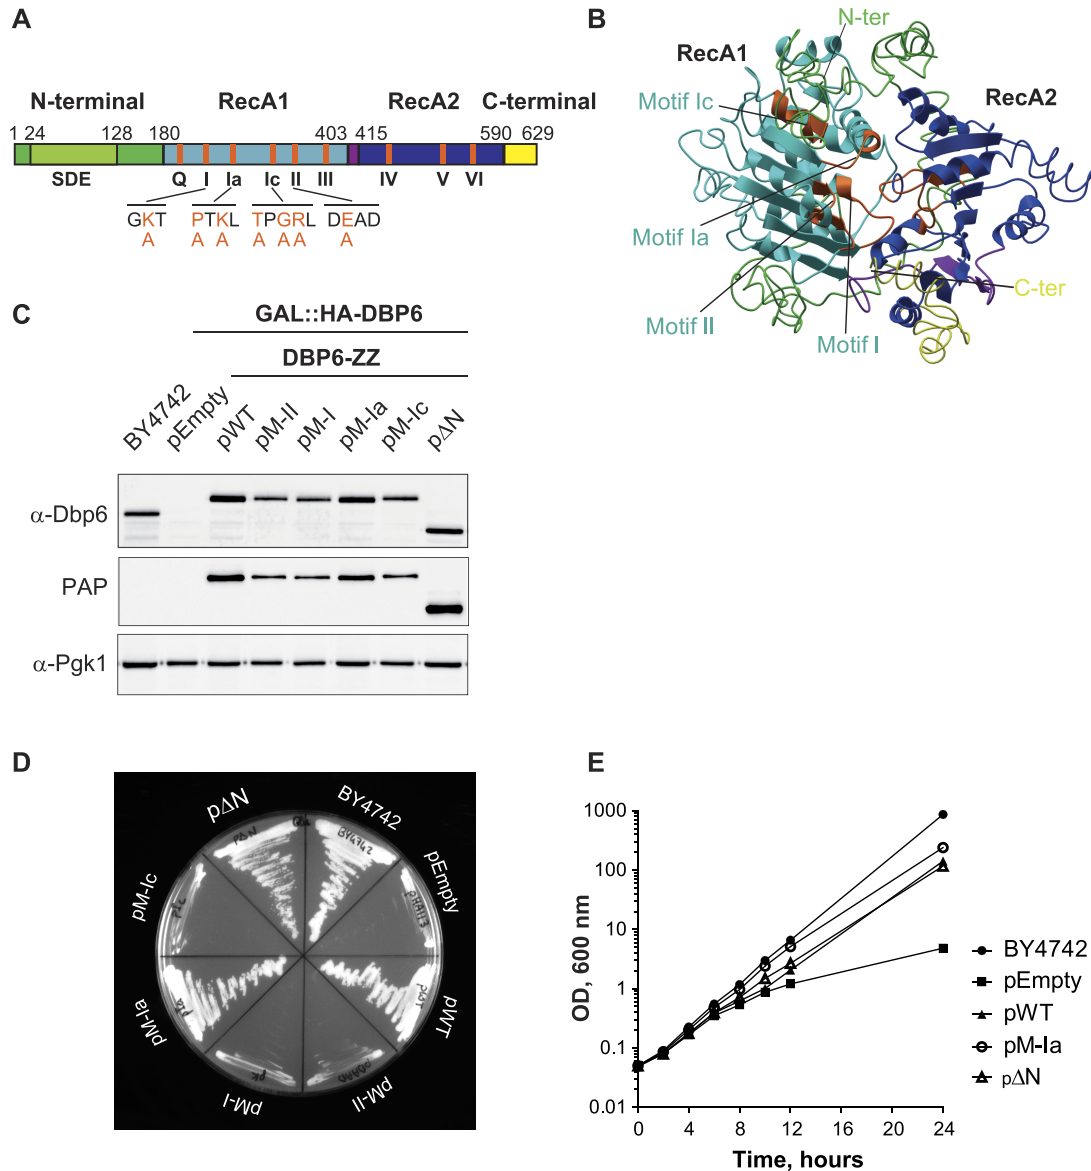 A
N-terminal RecA1 RecA2 C-terminal
1 24 128 180 403 415 590 629
SDE Q I Ia Ic II III IV V VI
GKT PTKL TPGRL DEAD
A A A A A A A
B
N-ter
RecA1
RecA2
Motif Ic
Motif Ia
Motif II
Motif I
C-ter
C
GAL::HA-DBP6
DBP6-ZZ
BY4742 pEmpty pWT pM-II pM-I pM-Ia pM-Ic pΔN
α-Dbp6
PAP
α-Pgk1
D
pΔN
BY4742
pEmpty
pWT
pM-II
pM-I
pM-Ia
pM-Ic
PΔN
BY4742
E
OD, 600 nm
1000
100
10
1
0.1
0.01
0 4 8 12 16 20 24
Time, hours
BY4742
pEmpty
pWT
pM-Ia
pΔN